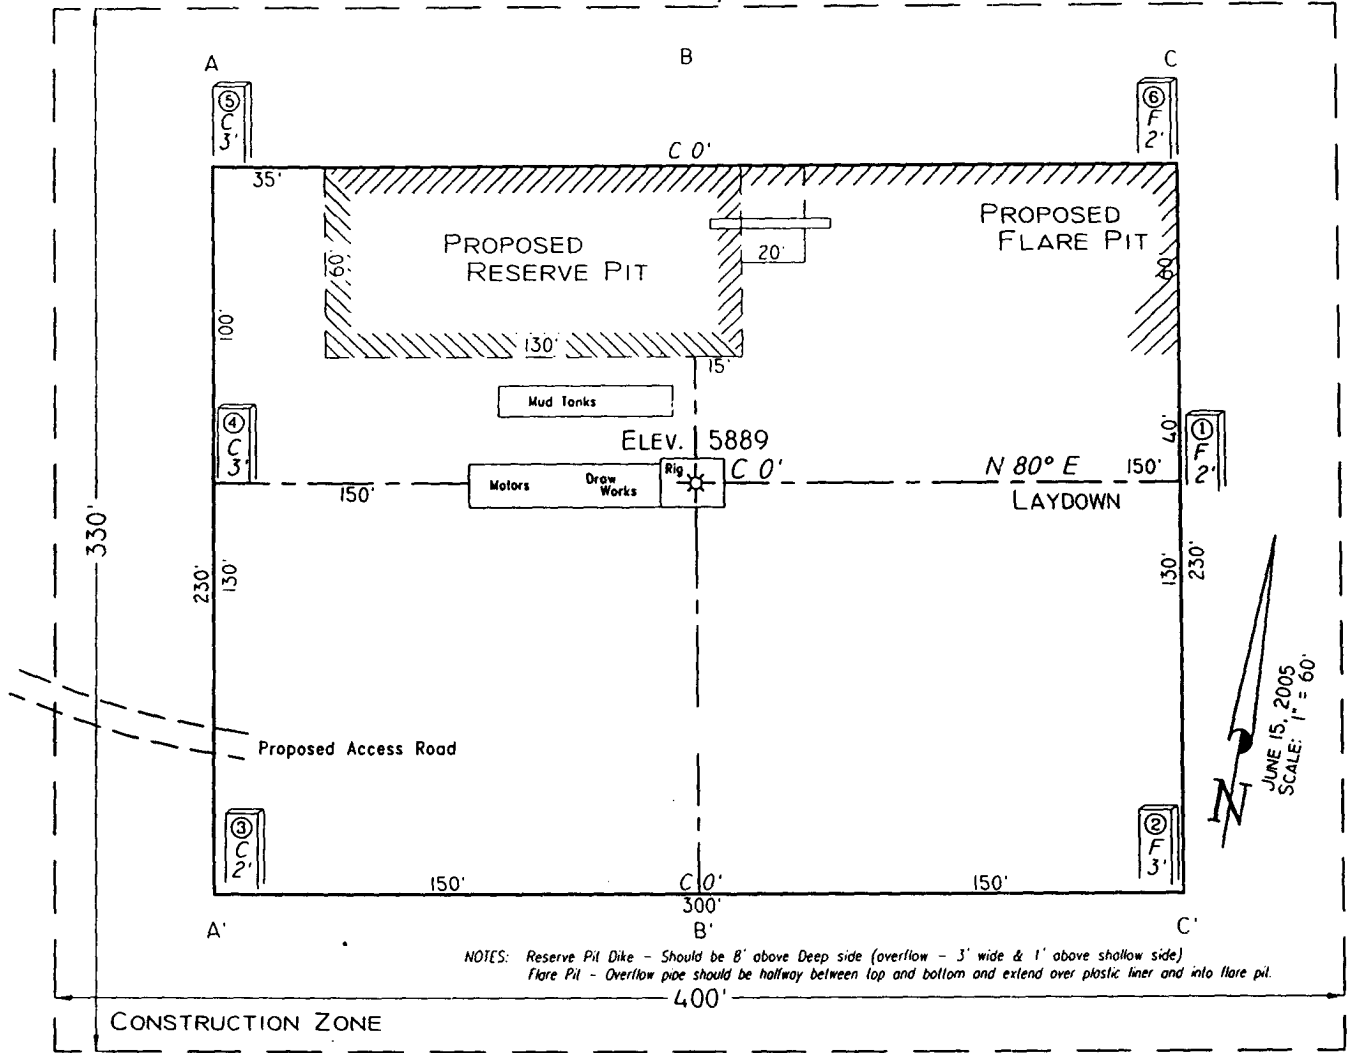 A
B
C
⑤
C
3'
⑥
F
2'
C 0'
35'
PROPOSED
RESERVE PIT
PROPOSED
FLARE PIT
20'
60'
100'
130'
15'
Mud Tanks
④
C
3'
①
F
2'
40'
ELEV. 5889
Rig
C 0'
N 80° E
150'
Motors
Draw
Works
150'
LAYDOWN
330'
230'
130'
130'
230'
JUNE 15, 2005
SCALE: 1" = 60'
N
Proposed Access Road
③
C
2'
②
F
3'
150'
C 0'
150'
300'
A'
B'
C'
NOTES: Reserve Pit Dike - Should be 8' above Deep side (overflow - 3' wide & 1' above shallow side)
Flare Pit - Overflow pipe should be halfway between top and bottom and extend over plastic liner and into flare pit.
400'
CONSTRUCTION ZONE